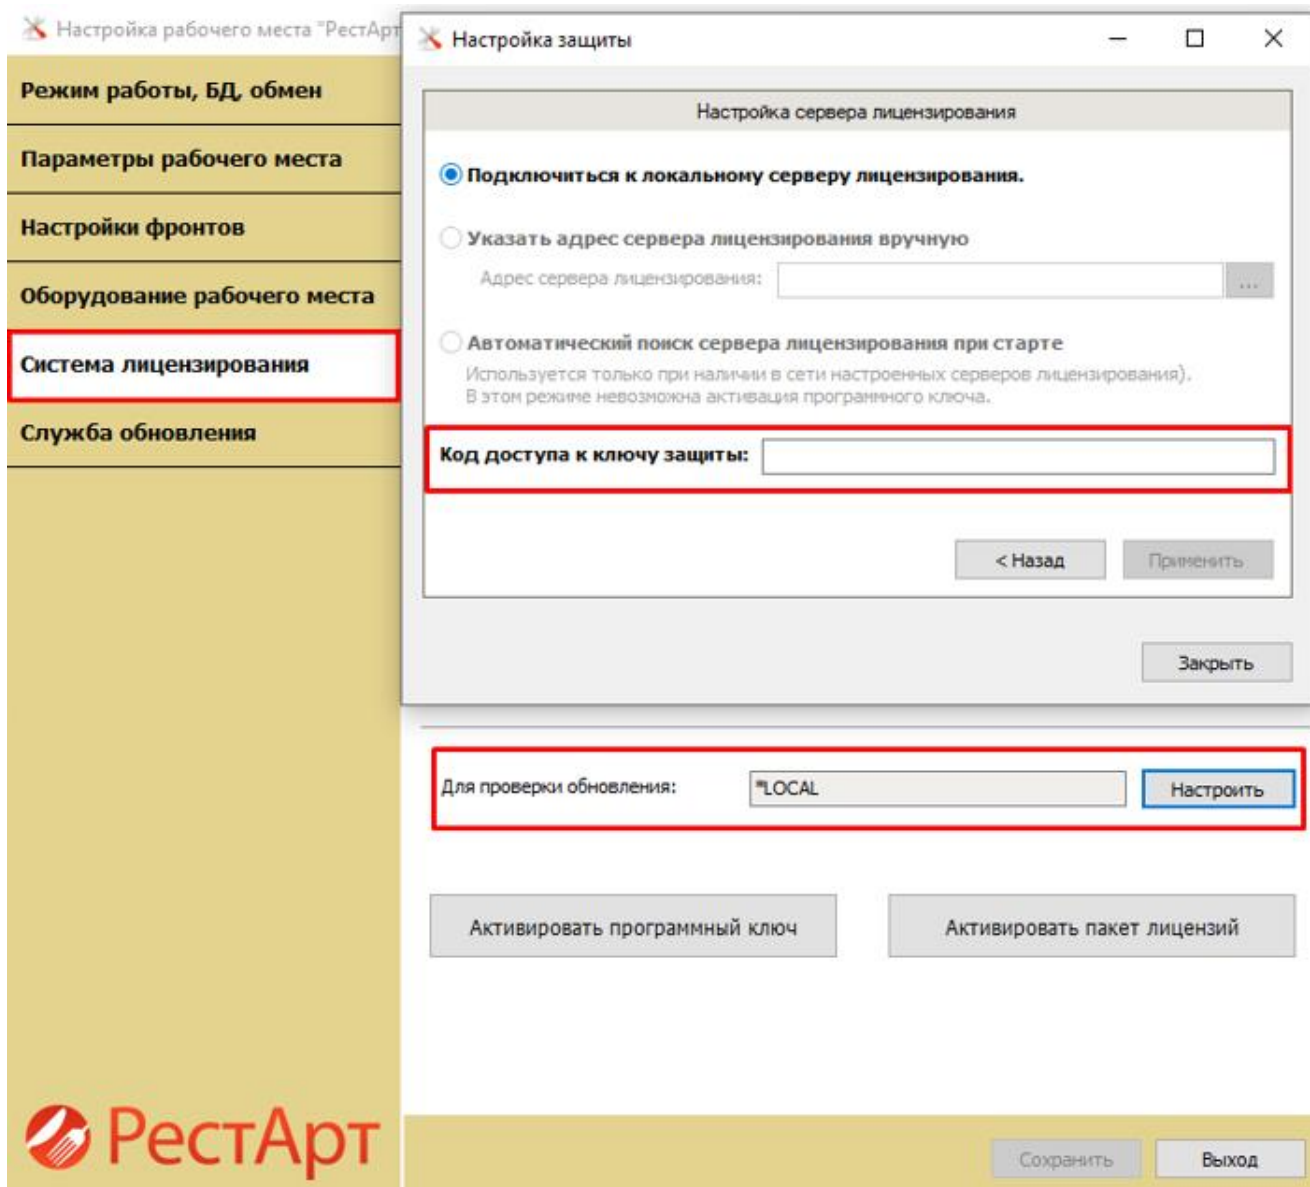 Настройка рабочего места "РестАрт
Режим работы, БД, обмен
Параметры рабочего места
Настройки фронтов
Оборудование рабочего места
Система лицензирования
Служба обновления
РестАрт
Настройка защиты
Настройка сервера лицензирования
Подключиться к локальному серверу лицензирования.
Указать адрес сервера лицензирования вручную
Адрес сервера лицензирования:
...
Автоматический поиск сервера лицензирования при старте
Используется только при наличии в сети настроенных серверов лицензирования).
В этом режиме невозможна активация программного ключа.
Код доступа к ключу защиты:
< Назад
Применить
Закрыть
Для проверки обновления:
*LOCAL
Настроить
Активировать программный ключ
Активировать пакет лицензий
Сохранить
Выход